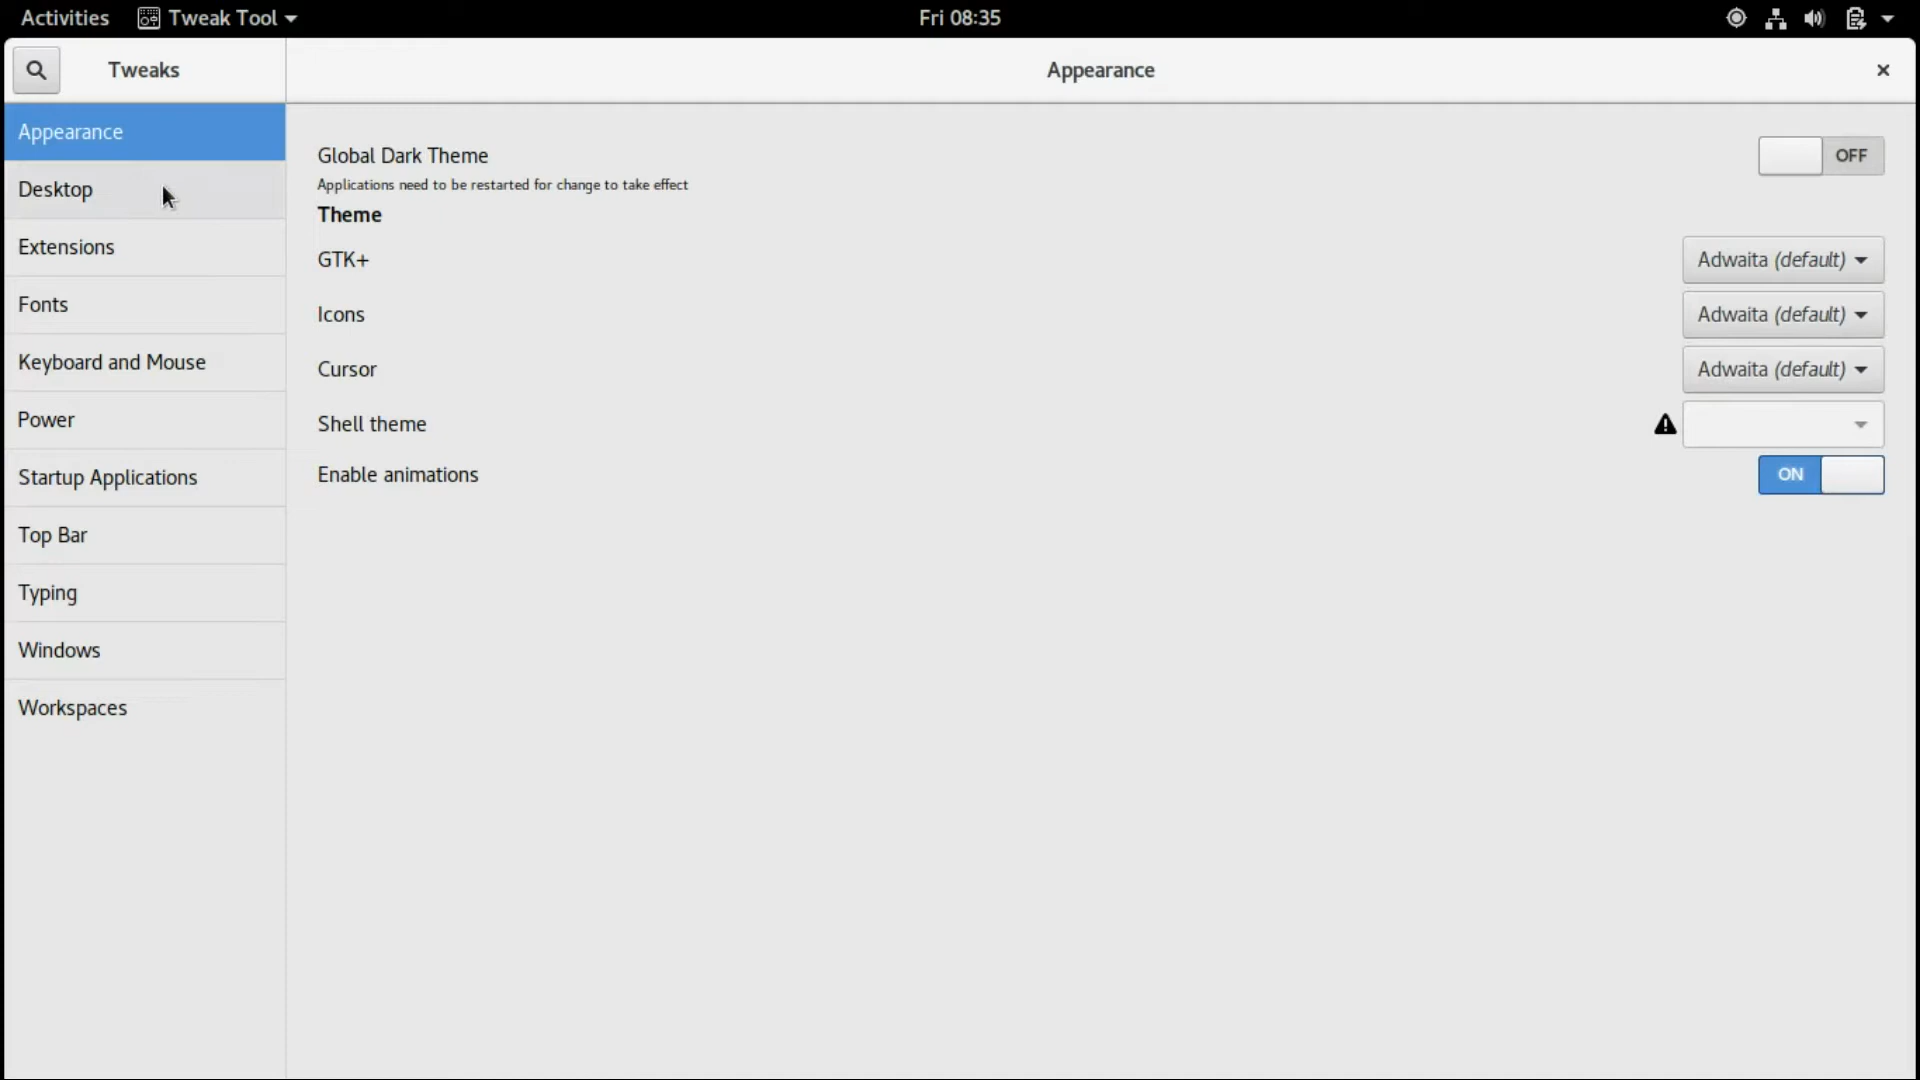 Activities Tweak Tool Fri 08:35
Tweaks Appearance
Appearance
Desktop
Extensions
Fonts
Keyboard and Mouse
Power
Startup Applications
Top Bar
Typing
Windows
Workspaces
Global Dark Theme OFF
Applications need to be restarted for change to take effect
Theme
GTK+ Adwaita (default)
Icons Adwaita (default)
Cursor Adwaita (default)
Shell theme
Enable animations ON